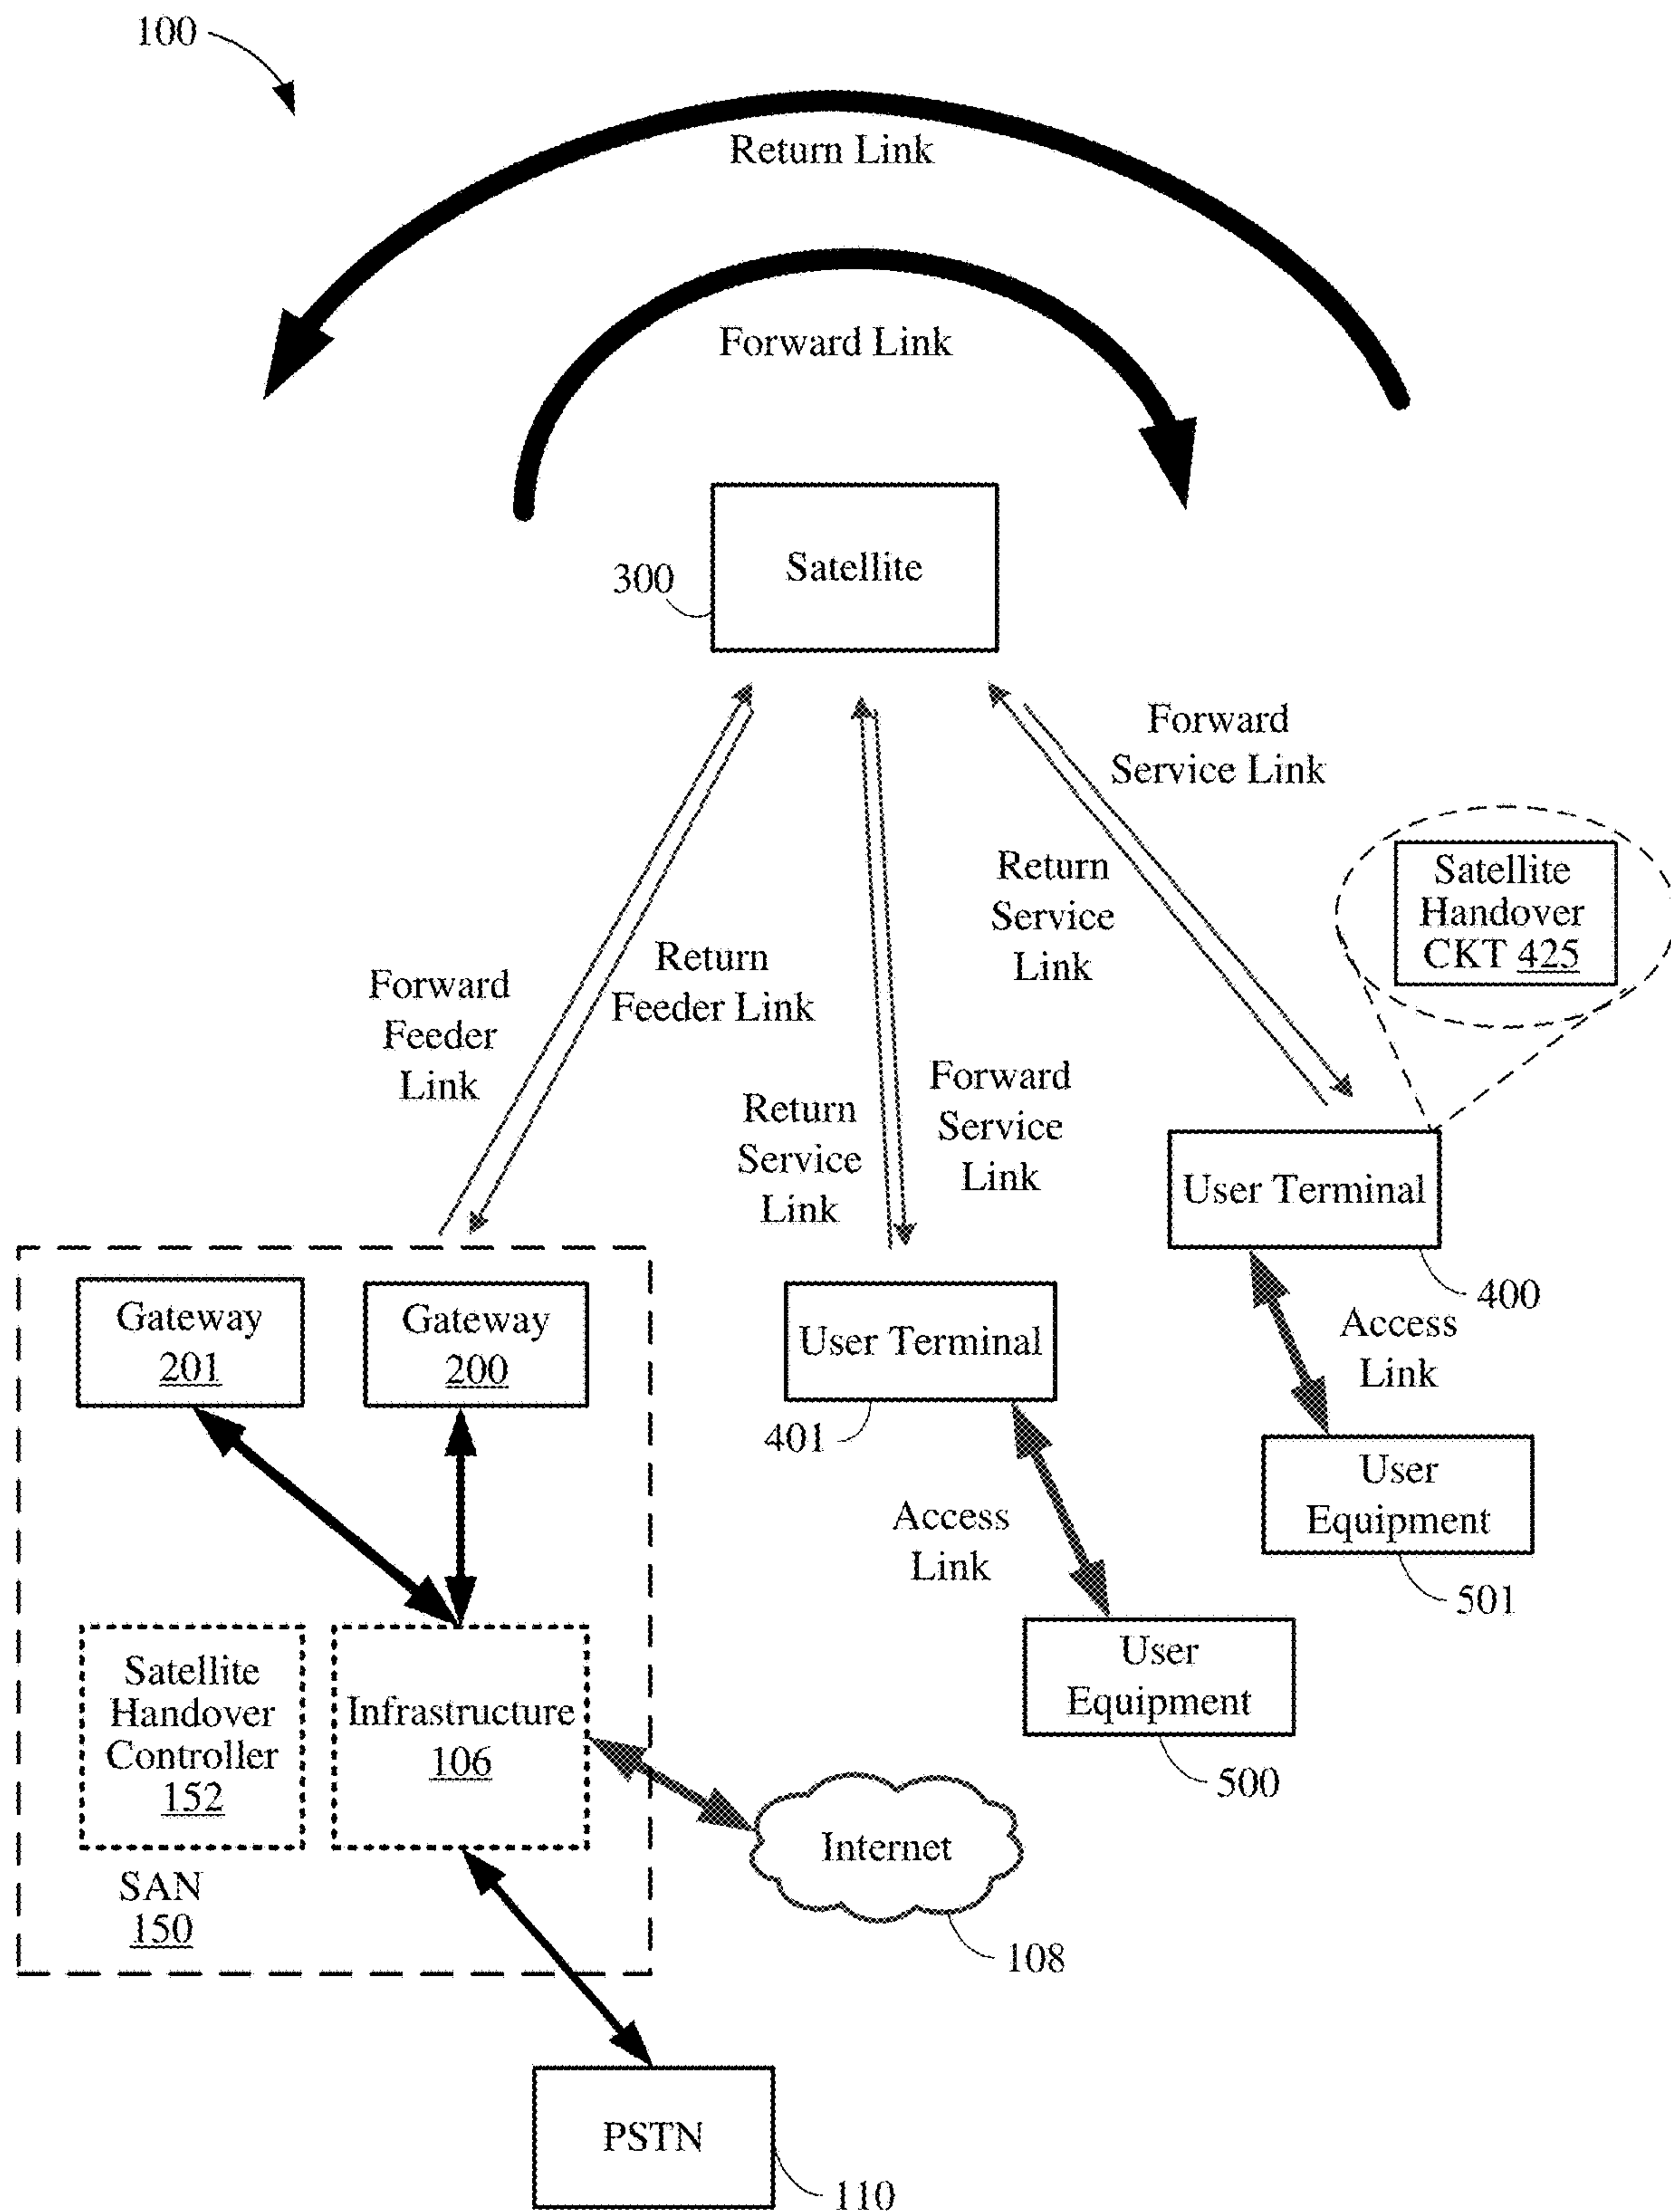 100
Return Link
Forward Link
Satellite
300
Forward
Service Link
Return
Service
Link
Satellite
Handover
CKT 425
Return
Feeder Link
Forward
Feeder
Link
Forward
Service
Link
Return
Service
Link
User Terminal
400
Gateway
201
Gateway
200
User Terminal
401
Access
Link
User
Equipment
501
Access
Link
User
Equipment
500
Satellite
Handover
Controller
152
Infrastructure
106
Internet
108
SAN
150
PSTN
110